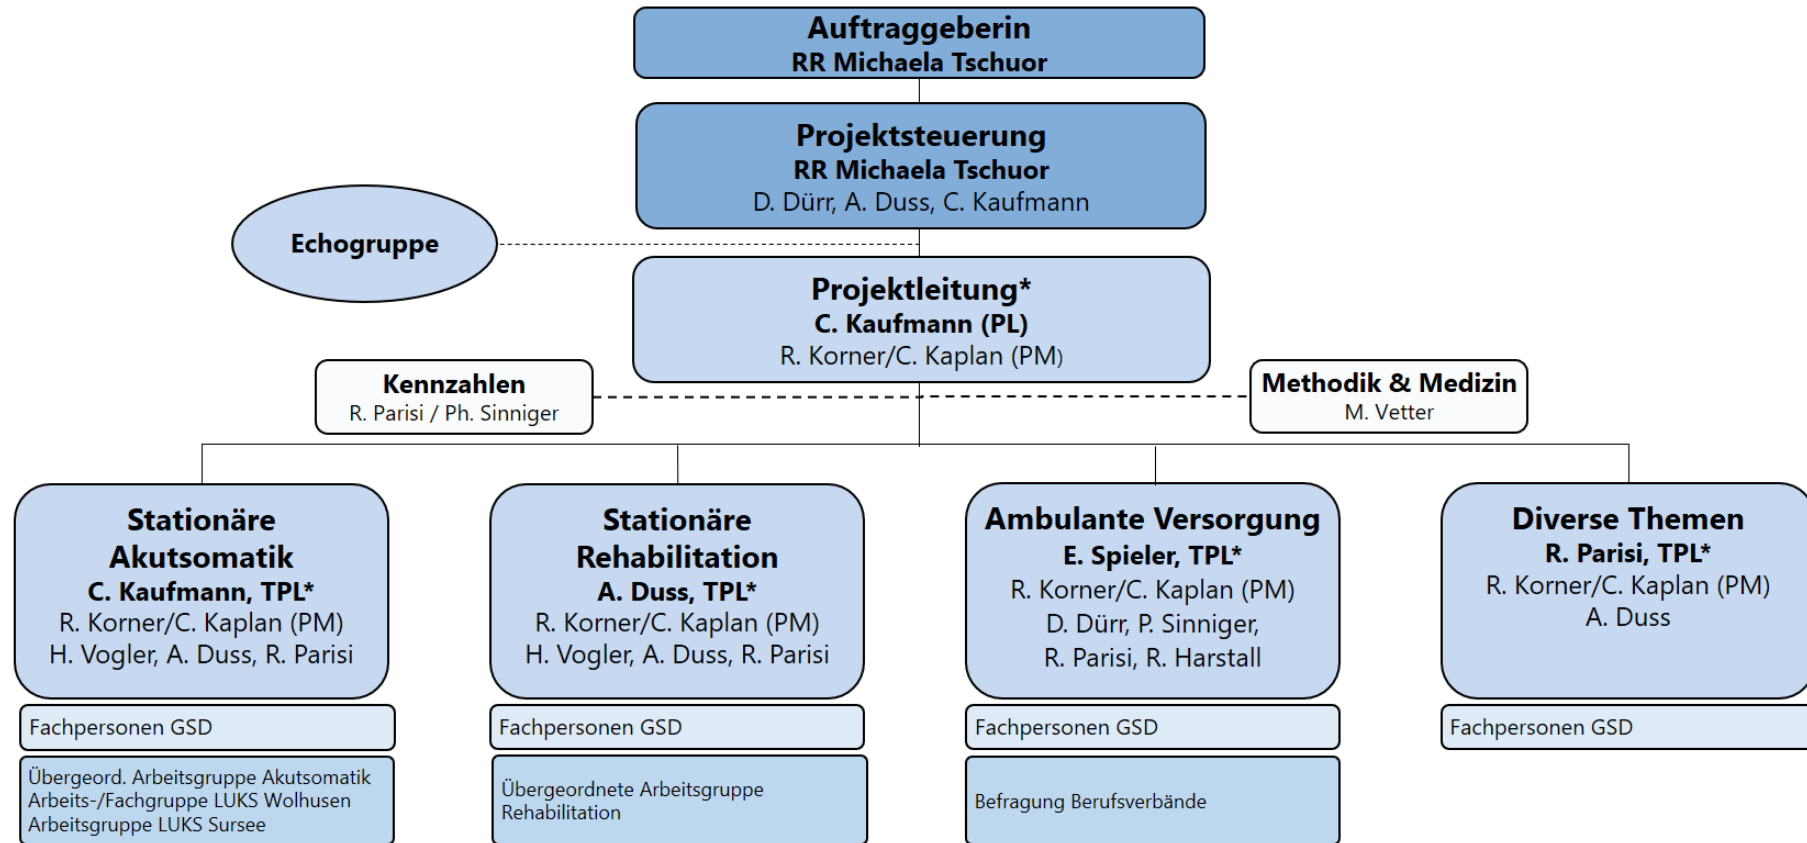 Auftraggeberin
RR Michaela Tschuor
Projektsteuerung
RR Michaela Tschuor
D. Dürr, A. Duss, C. Kaufmann
Echogruppe
Projektleitung*
C. Kaufmann (PL)
R. Korner/C. Kaplan (PM)
Kennzahlen
R. Parisi / Ph. Sinniger
Methodik & Medizin
M. Vetter
Stationäre
Akutsomatik
C. Kaufmann, TPL*
R. Korner/C. Kaplan (PM)
H. Vogler, A. Duss, R. Parisi
Fachpersonen GSD
Übergeord. Arbeitsgruppe Akutsomatik
Arbeits-/Fachgruppe LUKS Wolhusen
Arbeitsgruppe LUKS Sursee
Stationäre
Rehabilitation
A. Duss, TPL*
R. Korner/C. Kaplan (PM)
H. Vogler, A. Duss, R. Parisi
Fachpersonen GSD
Übergeordnete Arbeitsgruppe
Rehabilitation
Ambulante Versorgung
E. Spieler, TPL*
R. Korner/C. Kaplan (PM)
D. Dürr, P. Sinniger,
R. Parisi, R. Harstall
Fachpersonen GSD
Befragung Berufsverbände
Diverse Themen
R. Parisi, TPL*
R. Korner/C. Kaplan (PM)
A. Duss
Fachpersonen GSD